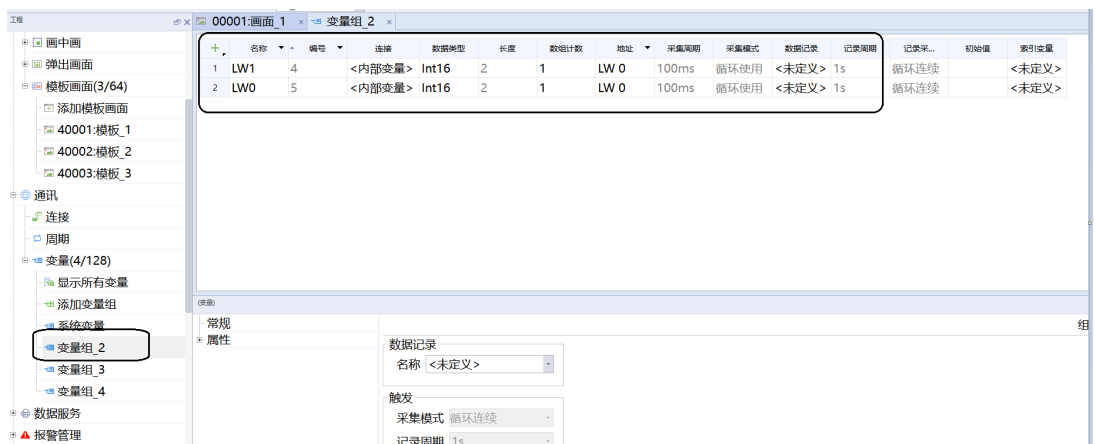 工程
画中画
弹出画面
模板画面(3/64)
添加模板画面
40001:模板_1
40002:模板_2
40003:模板_3
通讯
连接
周期
变量(4/128)
显示所有变量
添加变量组
系统变量
变量组_2
变量组_3
变量组_4
数据服务
报警管理
00001:画面_1 × 变量组_2 ×
名称 编号 连接 数据类型 长度 数组计数 地址 采集周期 采集模式 数据记录 记录周期 记录采... 初始值 索引变量
1 LW1 4 <内部变量> Int16 2 1 LW 0 100ms 循环使用 <未定义> 1s 循环连续 <未定义>
2 LW0 5 <内部变量> Int16 2 1 LW 0 100ms 循环使用 <未定义> 1s 循环连续 <未定义>
(变量)
常规
属性
组
数据记录
名称 <未定义>
触发
采集模式 循环连续
记录周期 1s